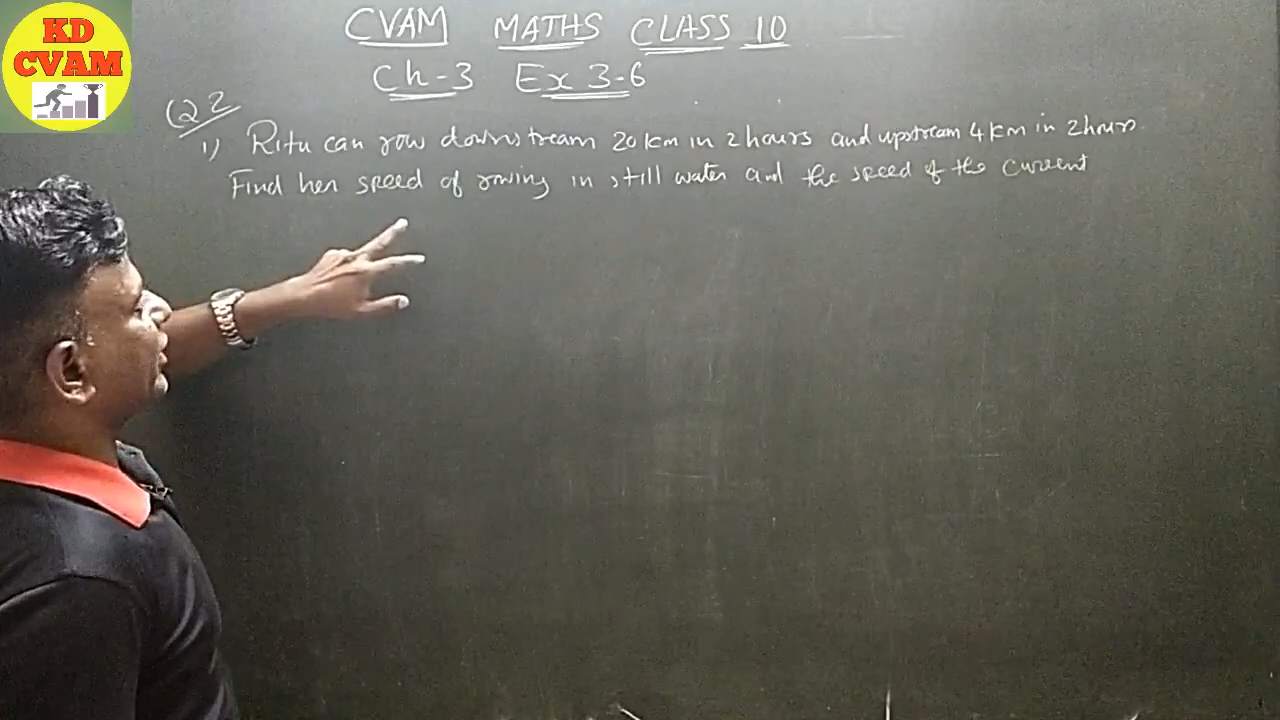 KD
CVAM
CVAM MATHS CLASS 10
Ch-3 Ex 3-6
Q2
1) Ritu can row downstream 20 km in 2 hours and upstream 4 km in 2 hours
Find her speed of rowing in still water and the speed of the current